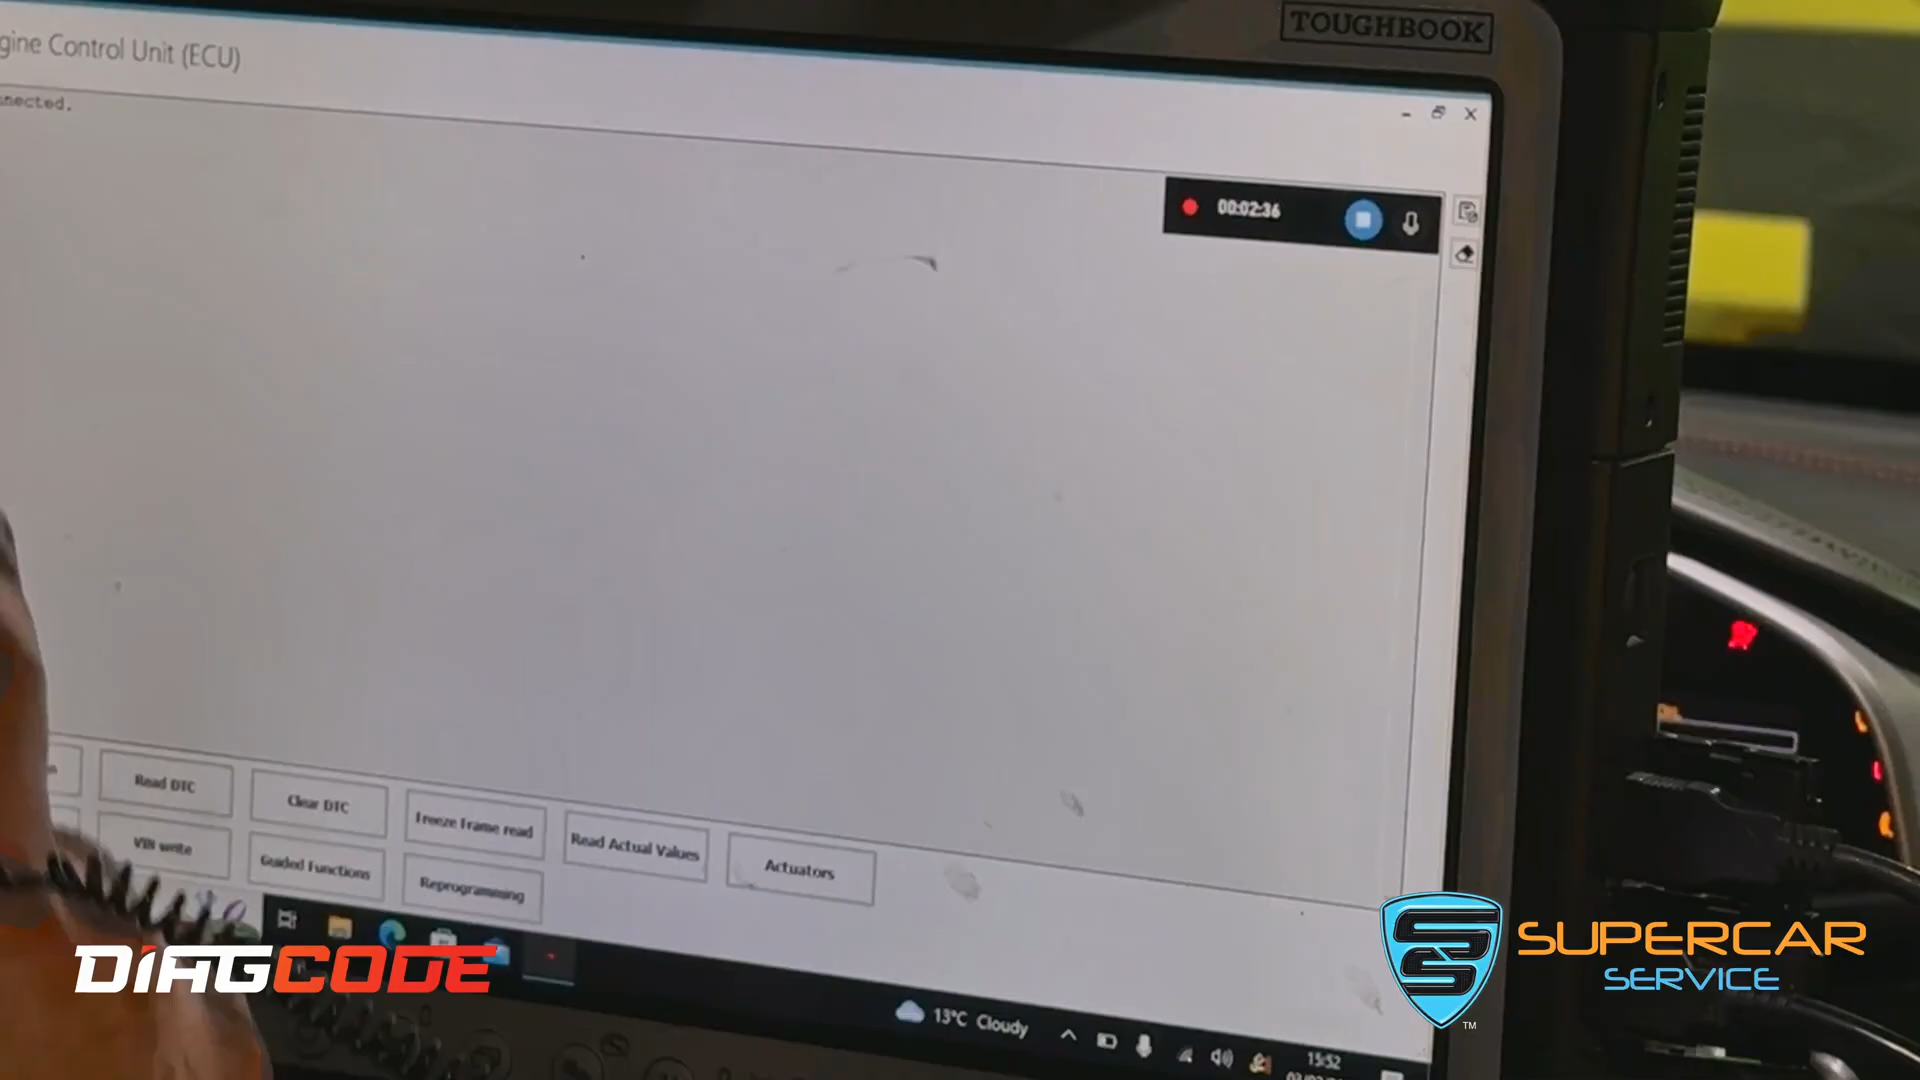 TOUGHBOOK
gine Control Unit (ECU)
nnected.
00:02:36
Read DTC
Clear DTC
Freeze Frame read
Read Actual Values
Actuators
VIN write
Guided Functions
Reprogramming
DIAGCODE
SUPERCAR
SERVICE
TM
13°C Cloudy
15:52